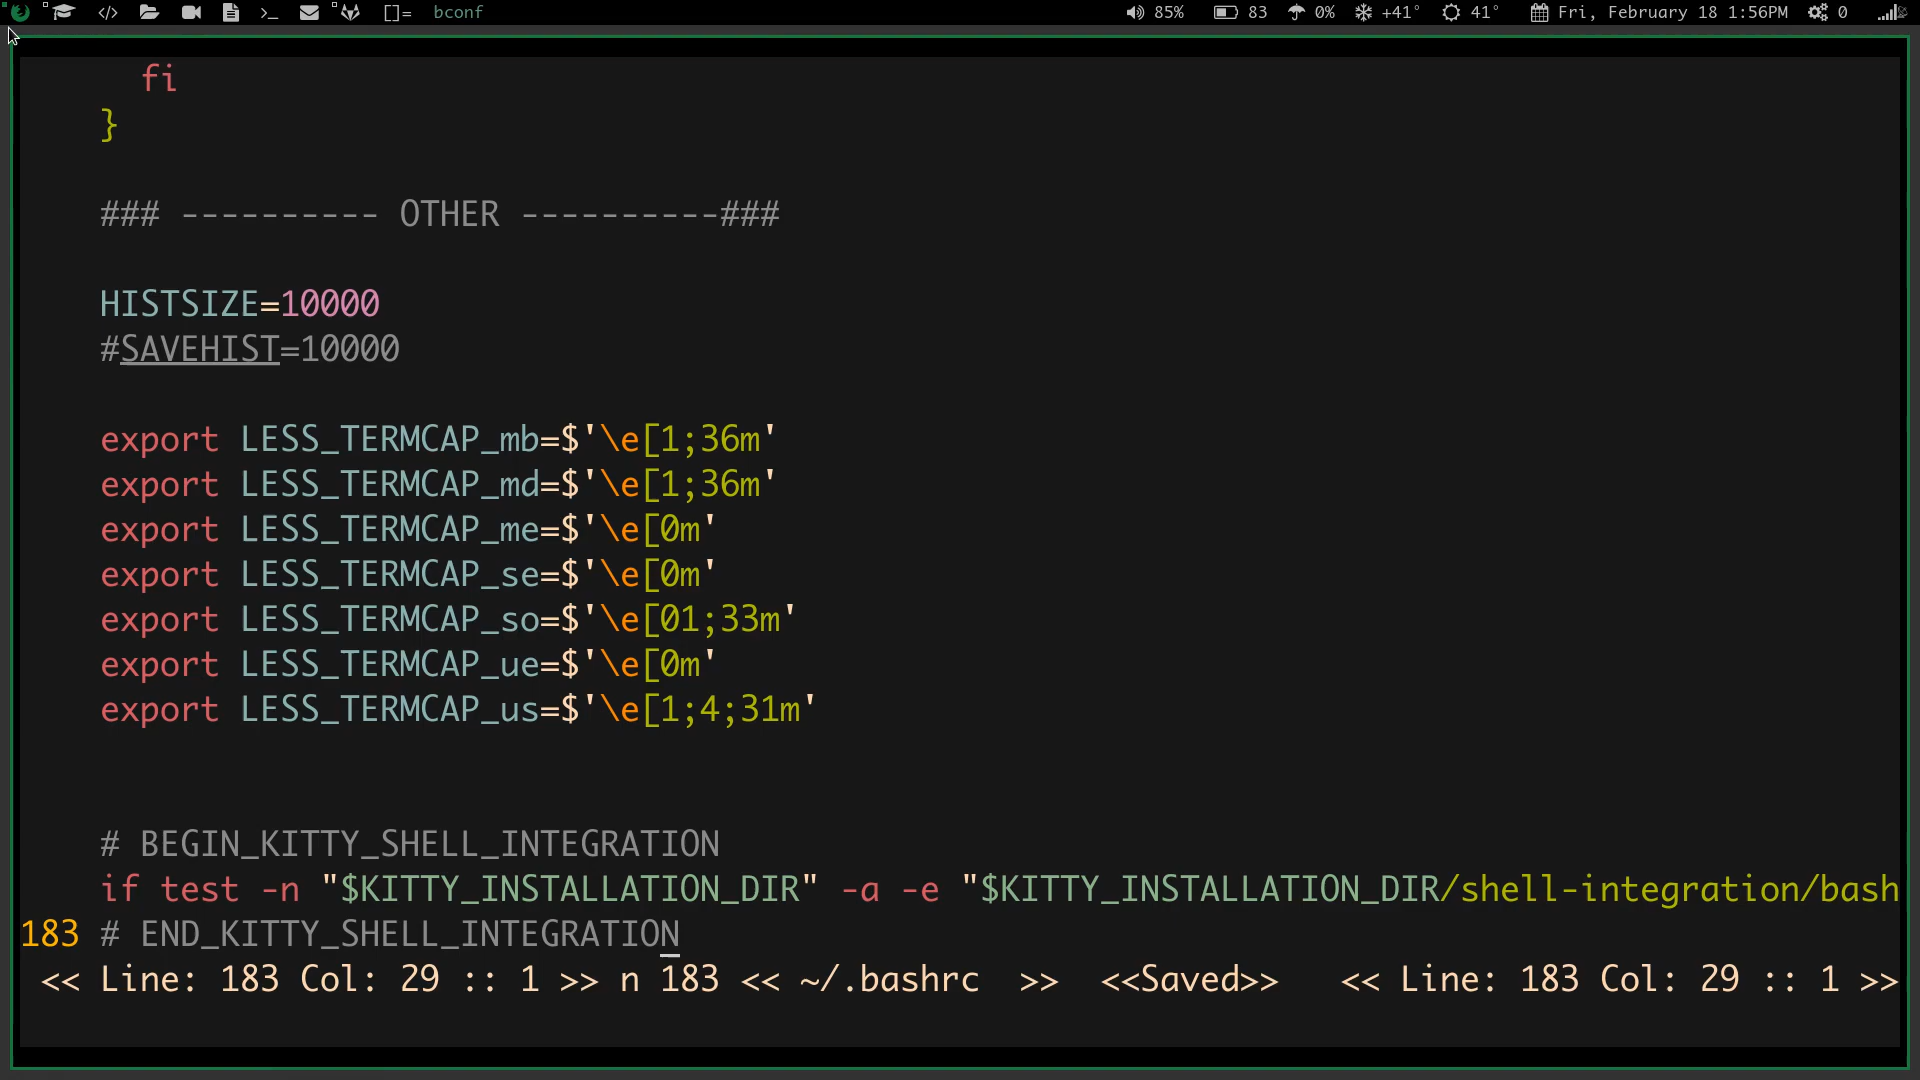 []= bconf 85% 83 0% +41° 41° Fri, February 18 1:56PM 0
fi
}
### ---------- OTHER ----------###
HISTSIZE=10000
#SAVEHIST=10000
export LESS_TERMCAP_mb=$'\e[1;36m'
export LESS_TERMCAP_md=$'\e[1;36m'
export LESS_TERMCAP_me=$'\e[0m'
export LESS_TERMCAP_se=$'\e[0m'
export LESS_TERMCAP_so=$'\e[01;33m'
export LESS_TERMCAP_ue=$'\e[0m'
export LESS_TERMCAP_us=$'\e[1;4;31m'
# BEGIN_KITTY_SHELL_INTEGRATION
if test -n "$KITTY_INSTALLATION_DIR" -a -e "$KITTY_INSTALLATION_DIR/shell-integration/bash
183 # END_KITTY_SHELL_INTEGRATION
<< Line: 183 Col: 29 :: 1 >> n 183 << ~/.bashrc >> <<Saved>> << Line: 183 Col: 29 :: 1 >>